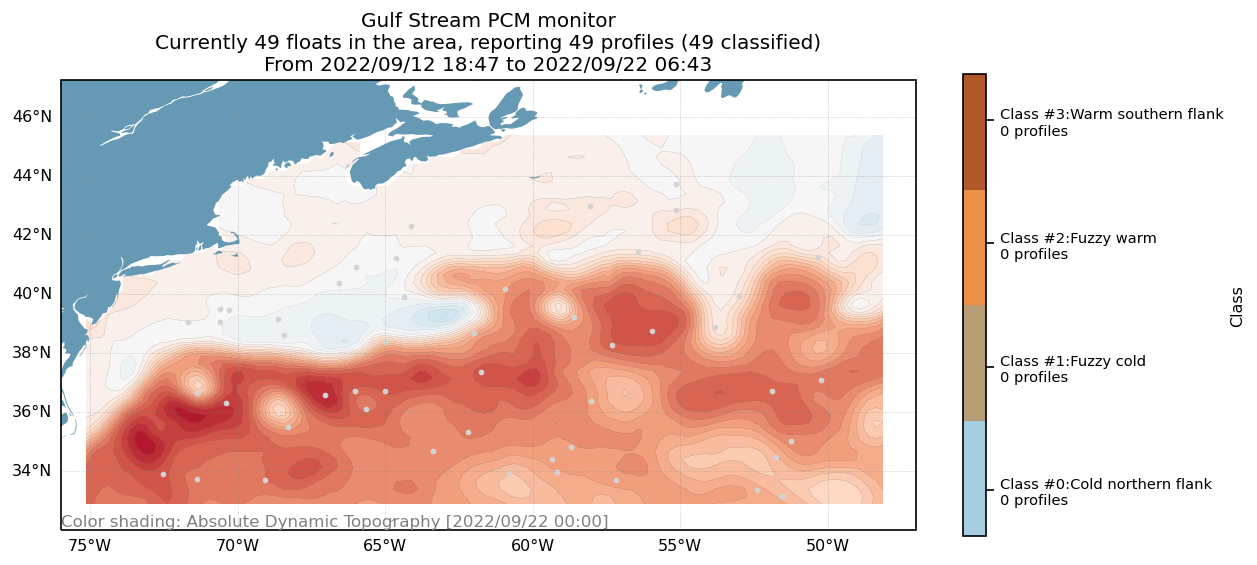 Gulf Stream PCM monitor
Currently 49 floats in the area, reporting 49 profiles (49 classified)
From 2022/09/12 18:47 to 2022/09/22 06:43
46°N
44°N
42°N
40°N
38°N
36°N
34°N
Color shading: Absolute Dynamic Topography [2022/09/22 00:00]
75°W
70°W
65°W
60°W
55°W
50°W
Class #3:Warm southern flank
0 profiles
Class #2:Fuzzy warm
0 profiles
Class #1:Fuzzy cold
0 profiles
Class #0:Cold northern flank
0 profiles
Class